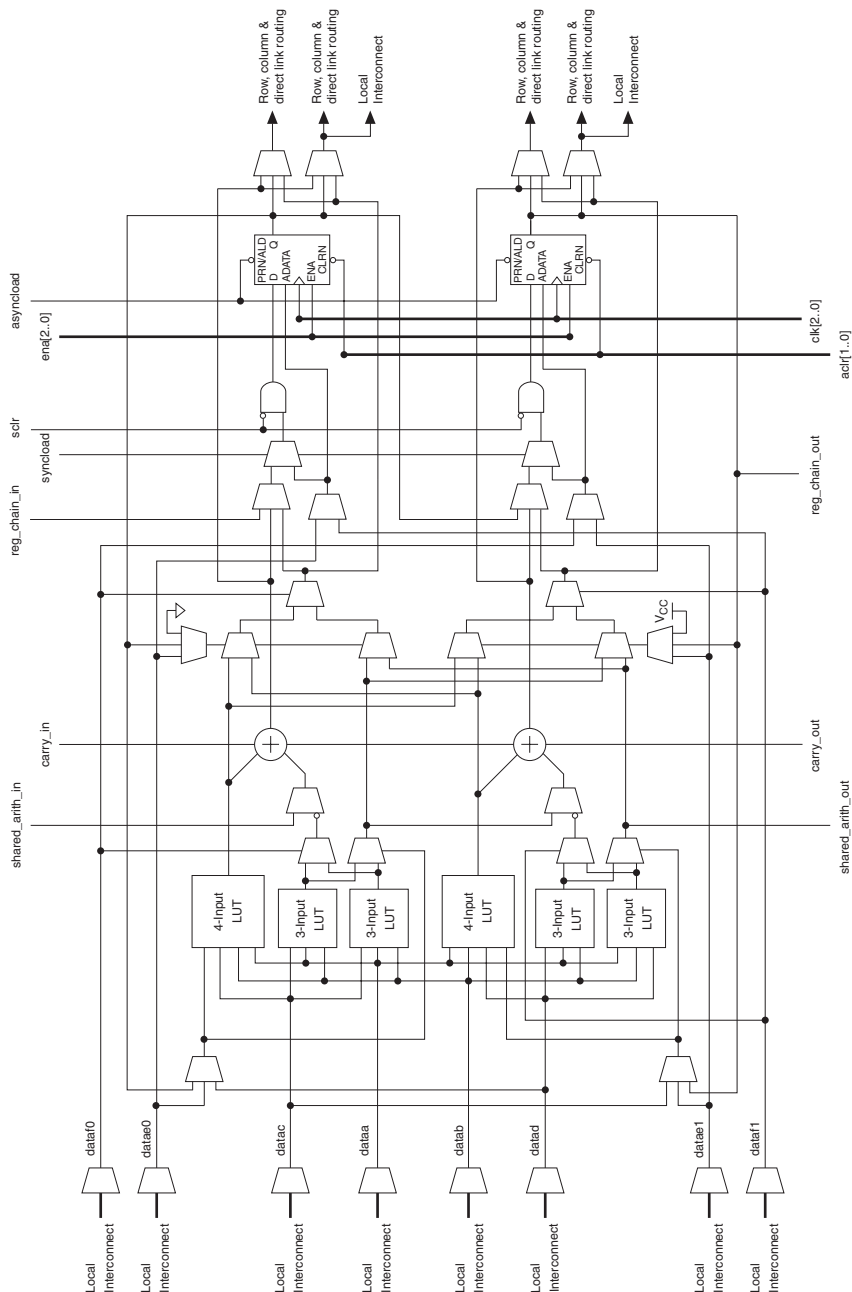 shared_arith_in
carry_in
reg_chain_in
syncload
sclr
ena[2..0]
asyncload
Local
Interconnect
dataf0
Local
Interconnect
datae0
4-Input
LUT
3-Input
LUT
3-Input
LUT
Local
Interconnect
datac
Local
Interconnect
dataa
PRN/ALD
D Q
ADATA
ENA
CLRN
Row, column &
direct link routing
Row, column &
direct link routing
Local
Interconnect
Local
Interconnect
datab
Local
Interconnect
datad
4-Input
LUT
3-Input
LUT
3-Input
LUT
PRN/ALD
D Q
ADATA
ENA
CLRN
Row, column &
direct link routing
Row, column &
direct link routing
Local
Interconnect
VCC
Local
Interconnect
datae1
Local
Interconnect
dataf1
shared_arith_out
carry_out
reg_chain_out
clk[2..0]
aclr[1..0]